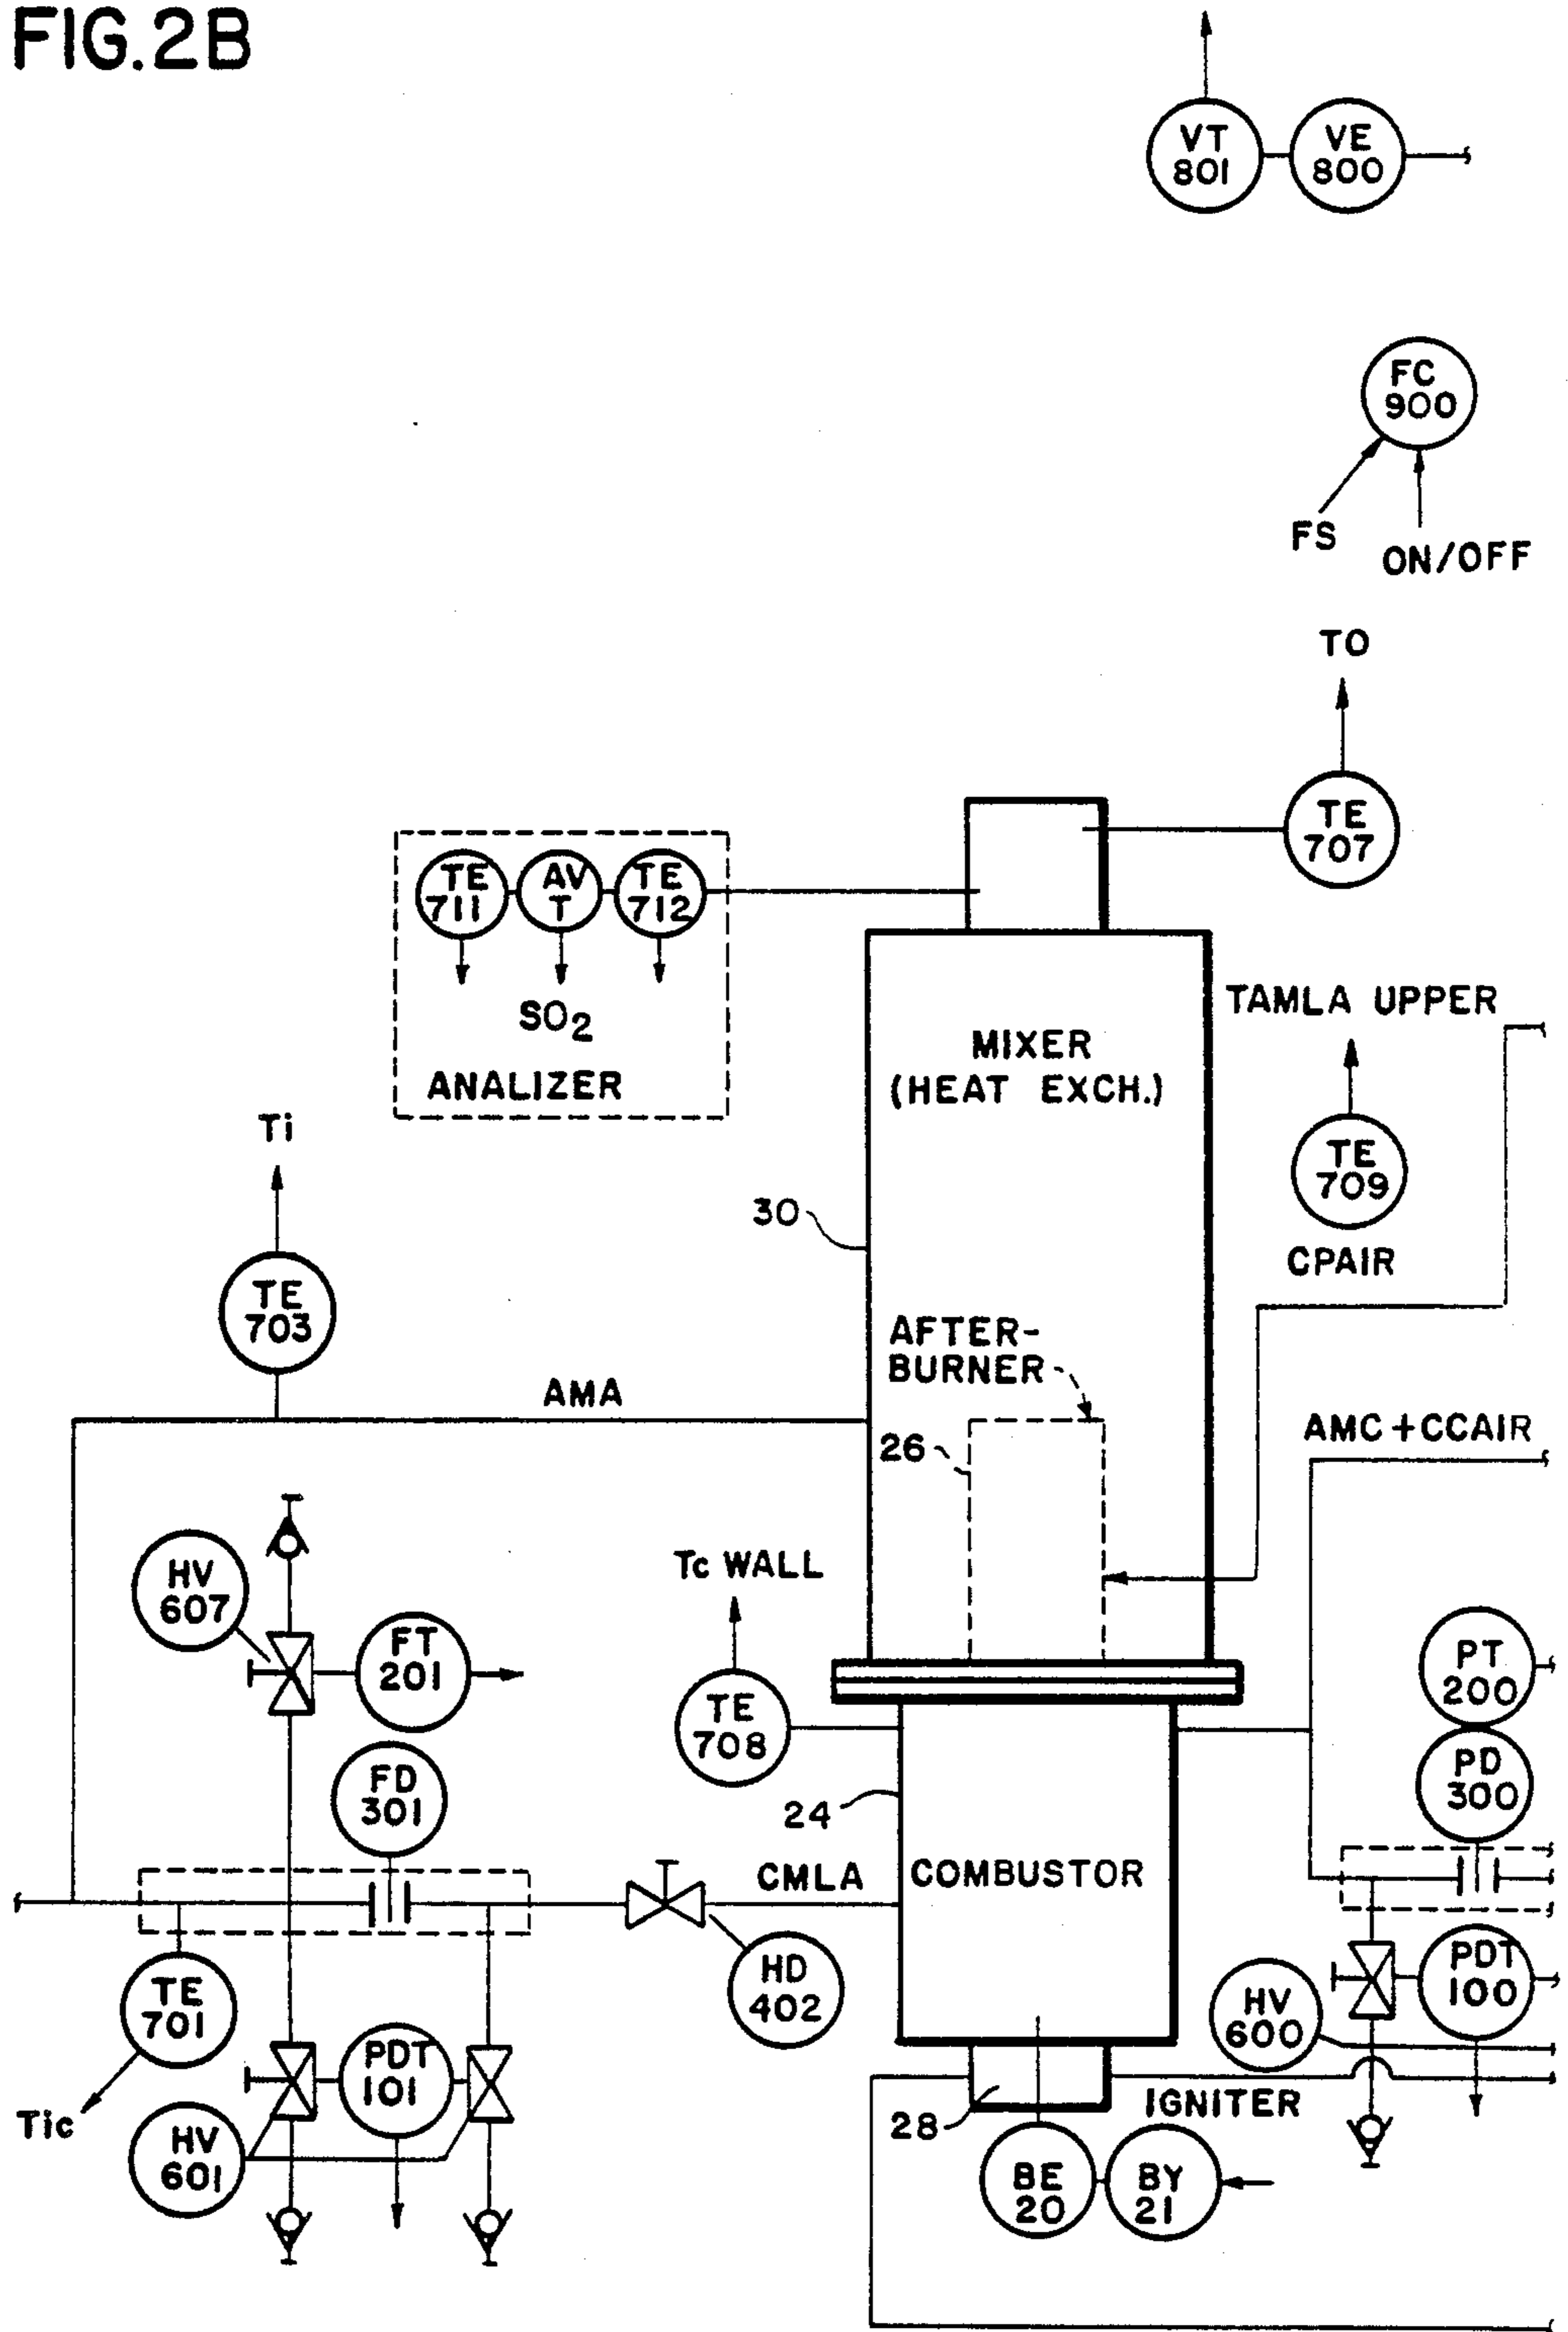 FIG.2B
VT
801
VE
800
FC
900
FS
ON/OFF
TO
TE
707
TE
711
AV
T
TE
712
SO2
ANALIZER
MIXER
(HEAT EXCH.)
TAMLA UPPER
TE
709
CPAIR
Ti
TE
703
30
AFTER-
BURNER
AMA
26
AMC+CCAIR
HV
607
FT
201
Tc WALL
TE
708
PT
200
FD
301
24
PD
300
CMLA
COMBUSTOR
TE
701
HD
402
HV
600
PDT
100
Tic
PDT
101
HV
601
28
IGNITER
BE
20
BY
21